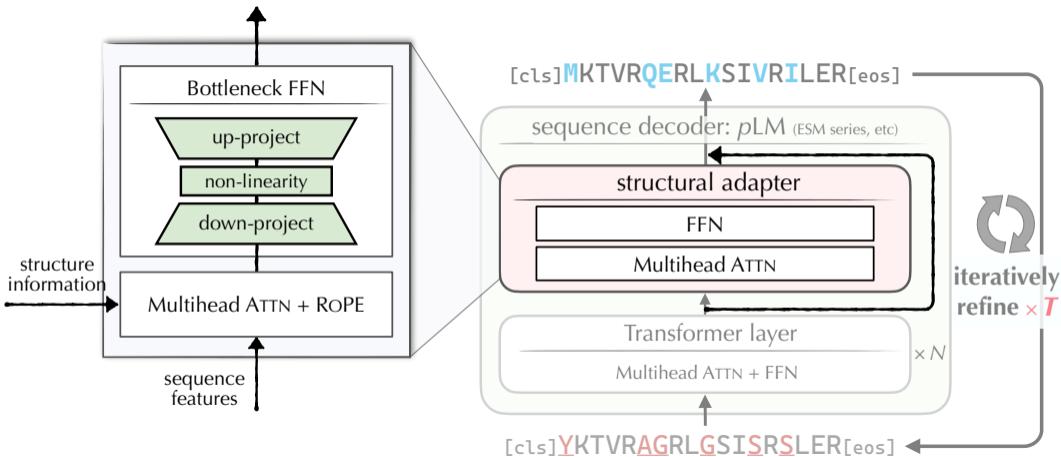 Bottleneck FFN
up-project
non-linearity
down-project
structure
information
Multihead ATTN + ROPE
sequence
features
[cls]MKTVRQERLKSIVRILER[eos]
sequence decoder: pLM (ESM series, etc)
structural adapter
FFN
Multihead ATTN
Transformer layer
Multihead ATTN + FFN
× N
[cls]YKTVRAGRLGSISRSLER[eos]
iteratively
refine × T